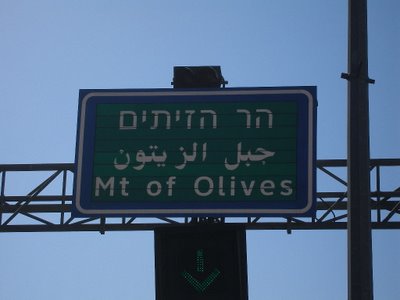 הר הזיתים
جبل الزيتون
Mt of Olives